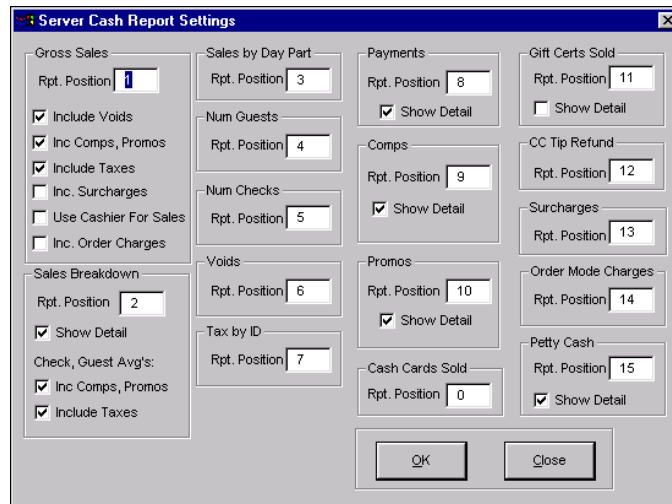 Server Cash Report Settings
Gross Sales
Rpt. Position 1
Include Voids
Inc Comps, Promos
Include Taxes
Inc. Surcharges
Use Cashier For Sales
Inc. Order Charges
Sales Breakdown
Rpt. Position 2
Show Detail
Check, Guest Avg's:
Inc Comps, Promos
Include Taxes
Sales by Day Part
Rpt. Position 3
Num Guests
Rpt. Position 4
Num Checks
Rpt. Position 5
Voids
Rpt. Position 6
Tax by ID
Rpt. Position 7
Payments
Rpt. Position 8
Show Detail
Comps
Rpt. Position 9
Show Detail
Promos
Rpt. Position 10
Show Detail
Cash Cards Sold
Rpt. Position 0
Gift Certs Sold
Rpt. Position 11
Show Detail
CC Tip Refund
Rpt. Position 12
Surcharges
Rpt. Position 13
Order Mode Charges
Rpt. Position 14
Petty Cash
Rpt. Position 15
Show Detail
OK
Close